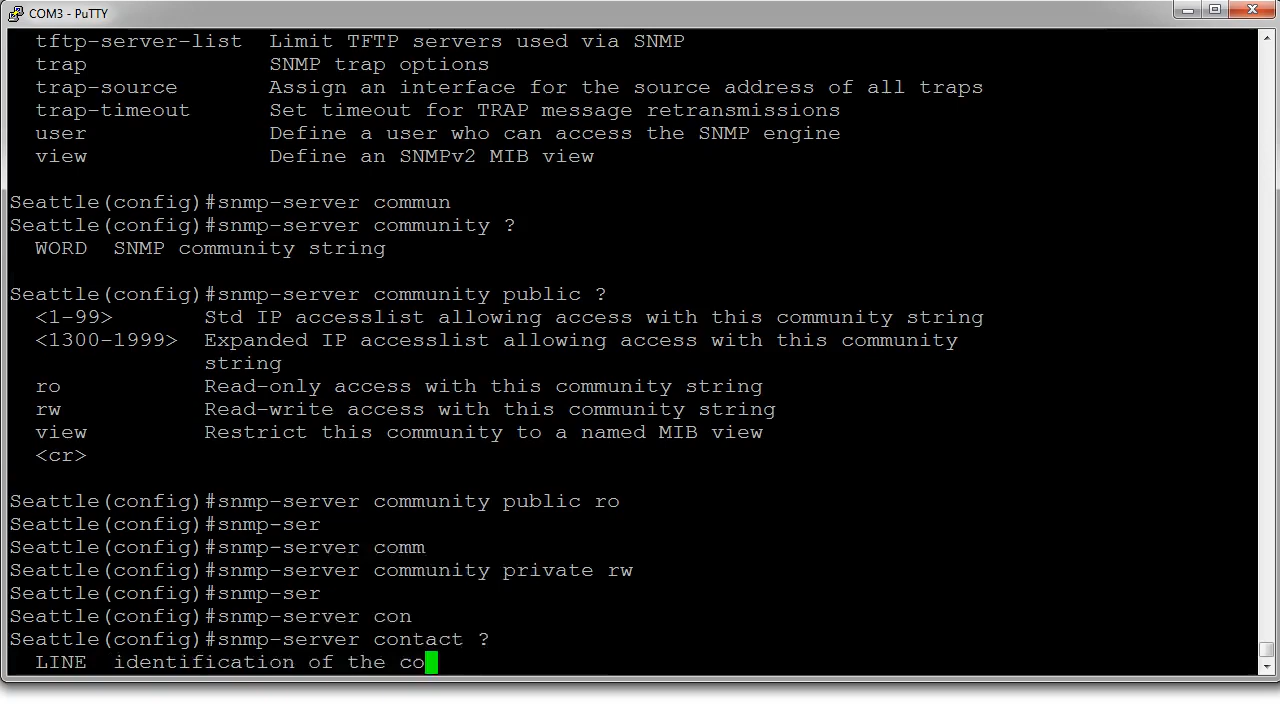 COM3 - PuTTY
tftp-server-list  Limit TFTP servers used via SNMP
trap              SNMP trap options
trap-source       Assign an interface for the source address of all traps
trap-timeout      Set timeout for TRAP message retransmissions
user              Define a user who can access the SNMP engine
view              Define an SNMPv2 MIB view
Seattle(config)#snmp-server commun
Seattle(config)#snmp-server community ?
WORD  SNMP community string
Seattle(config)#snmp-server community public ?
<1-99>       Std IP accesslist allowing access with this community string
<1300-1999>  Expanded IP accesslist allowing access with this community
string
ro           Read-only access with this community string
rw           Read-write access with this community string
view         Restrict this community to a named MIB view
<cr>
Seattle(config)#snmp-server community public ro
Seattle(config)#snmp-ser
Seattle(config)#snmp-server comm
Seattle(config)#snmp-server community private rw
Seattle(config)#snmp-ser
Seattle(config)#snmp-server con
Seattle(config)#snmp-server contact ?
LINE  identification of the co